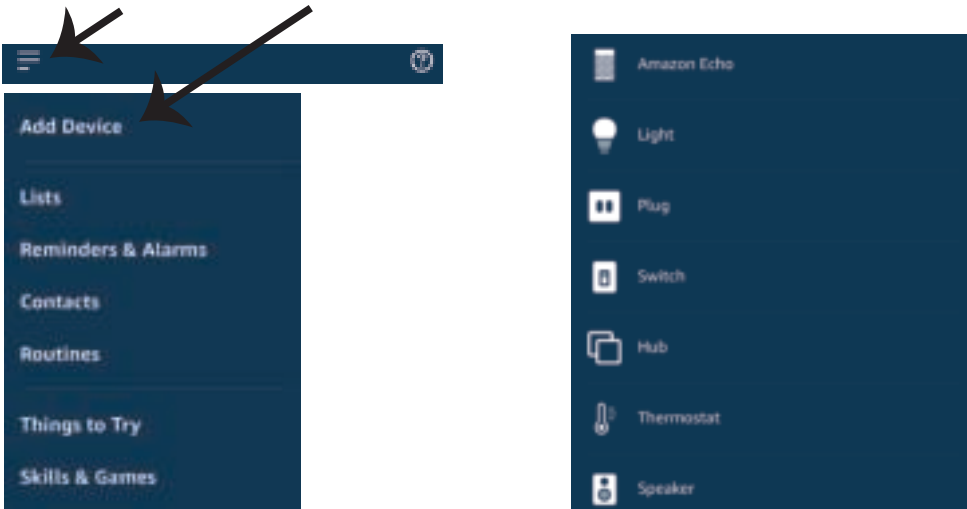 Add Device
Lists
Reminders & Alarms
Contacts
Routines
Things to Try
Skills & Games
Amazon Echo
Light
Plug
Switch
Hub
Thermostat
Speaker